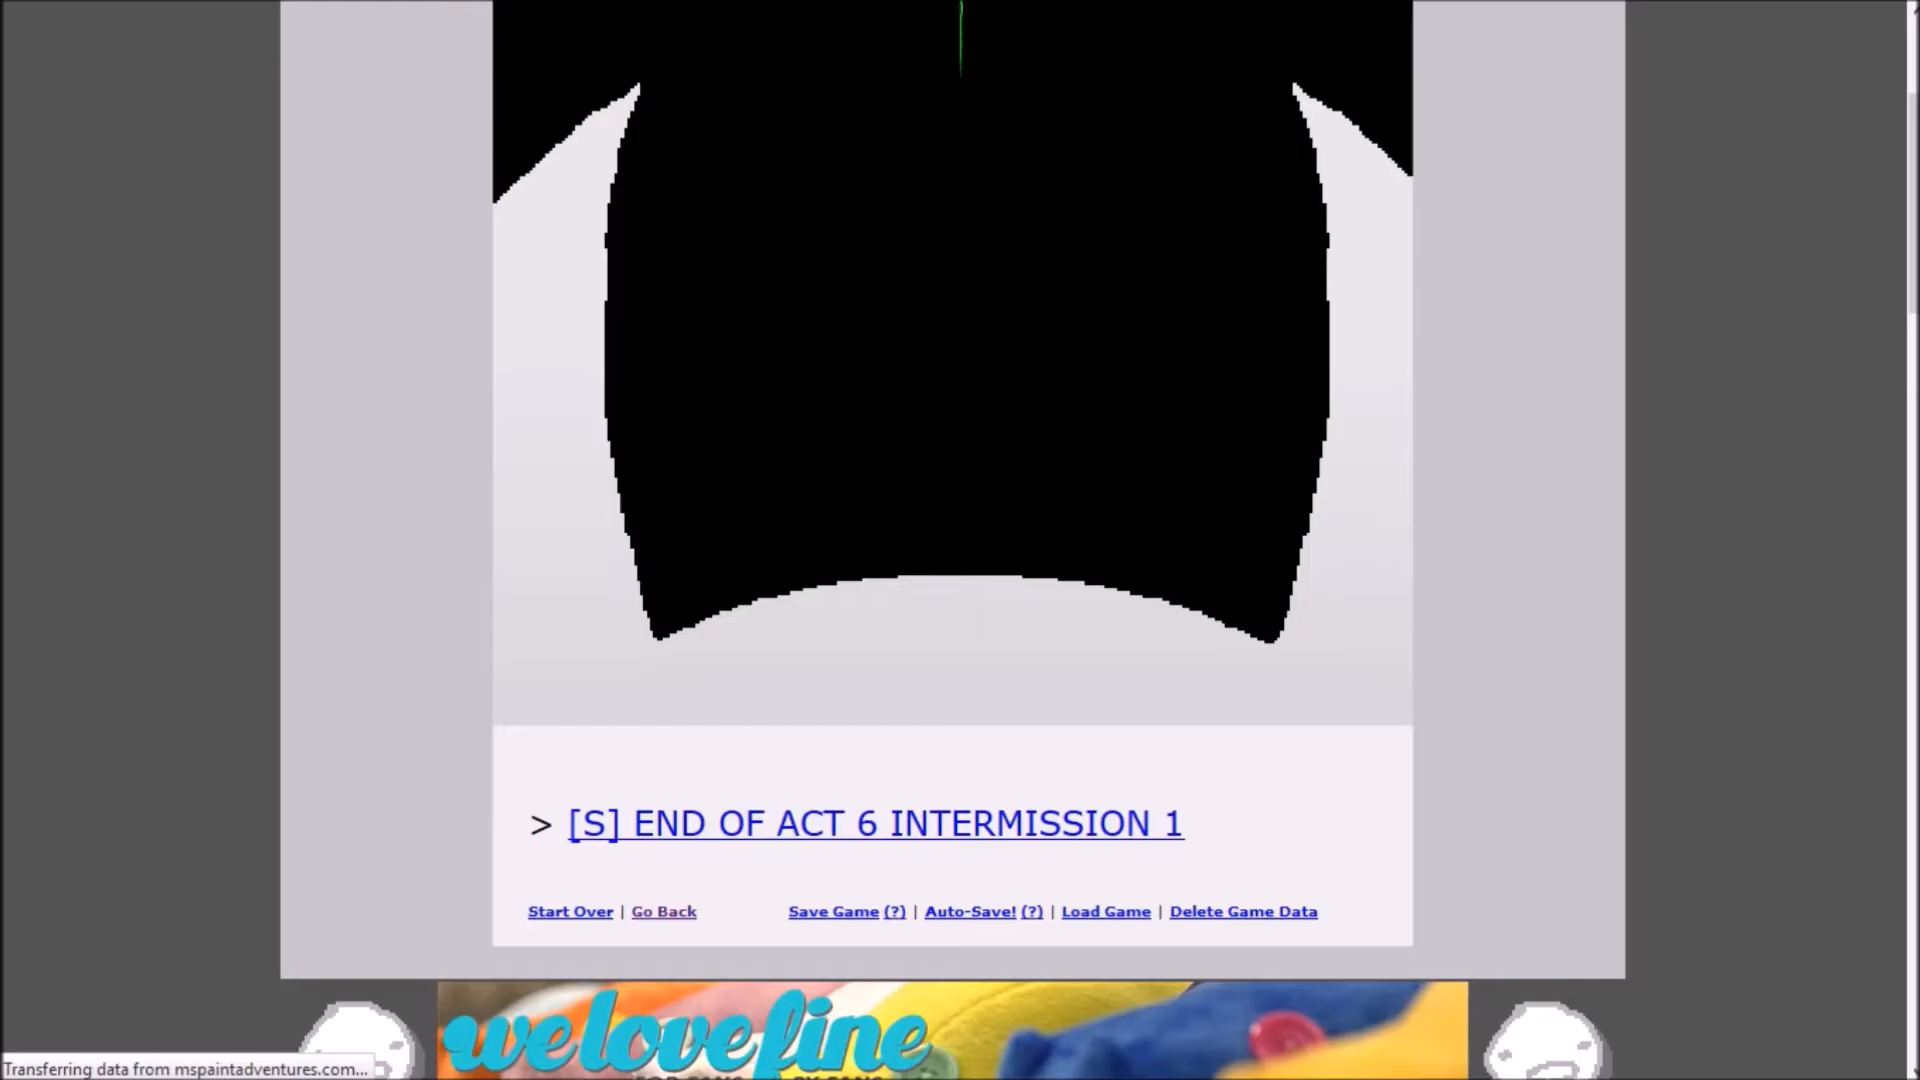 > [S] END OF ACT 6 INTERMISSION 1
Start Over | Go Back Save Game (?) | Auto-Save! (?) | Load Game | Delete Game Data
welovefine
Transferring data from mspaintadventures.com...